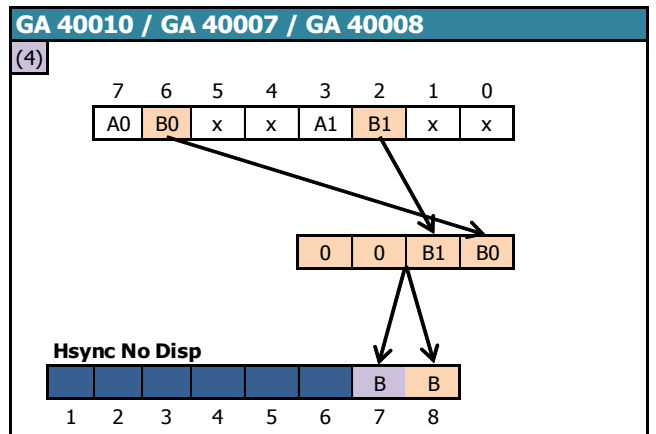 GA 40010 / GA 40007 / GA 40008
(4)
7 6 5 4 3 2 1 0
A0 B0 x x A1 B1 x x
0 0 B1 B0
Hsync No Disp
B B
1 2 3 4 5 6 7 8